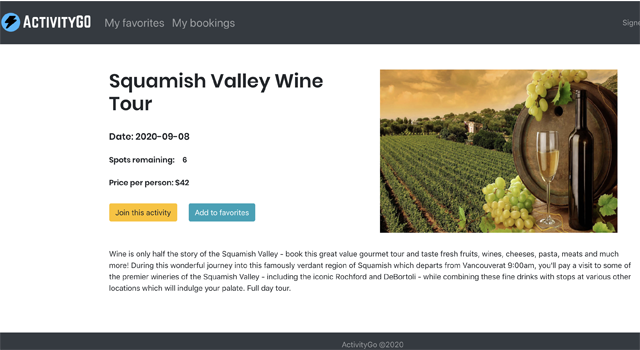 ActivityGo My favorites My bookings
Squamish Valley Wine
Tour
Date: 2020-09-08
Spots remaining: 6
Price per person: $42
Join this activity Add to favorites
Wine is only half the story of the Squamish Valley - book this great value gourmet tour and taste fresh fruits, wines, cheeses, pasta, meats and much
more! During this wonderful journey into this famously verdant region of Squamish which departs from Vancouverat 9:00am, you'll pay a visit to some of
the premier wineries of the Squamish Valley - including the iconic Rochford and DeBortoli - while combining these fine drinks with stops at various other
locations which will indulge your palate. Full day tour.
ActivityGo @2020